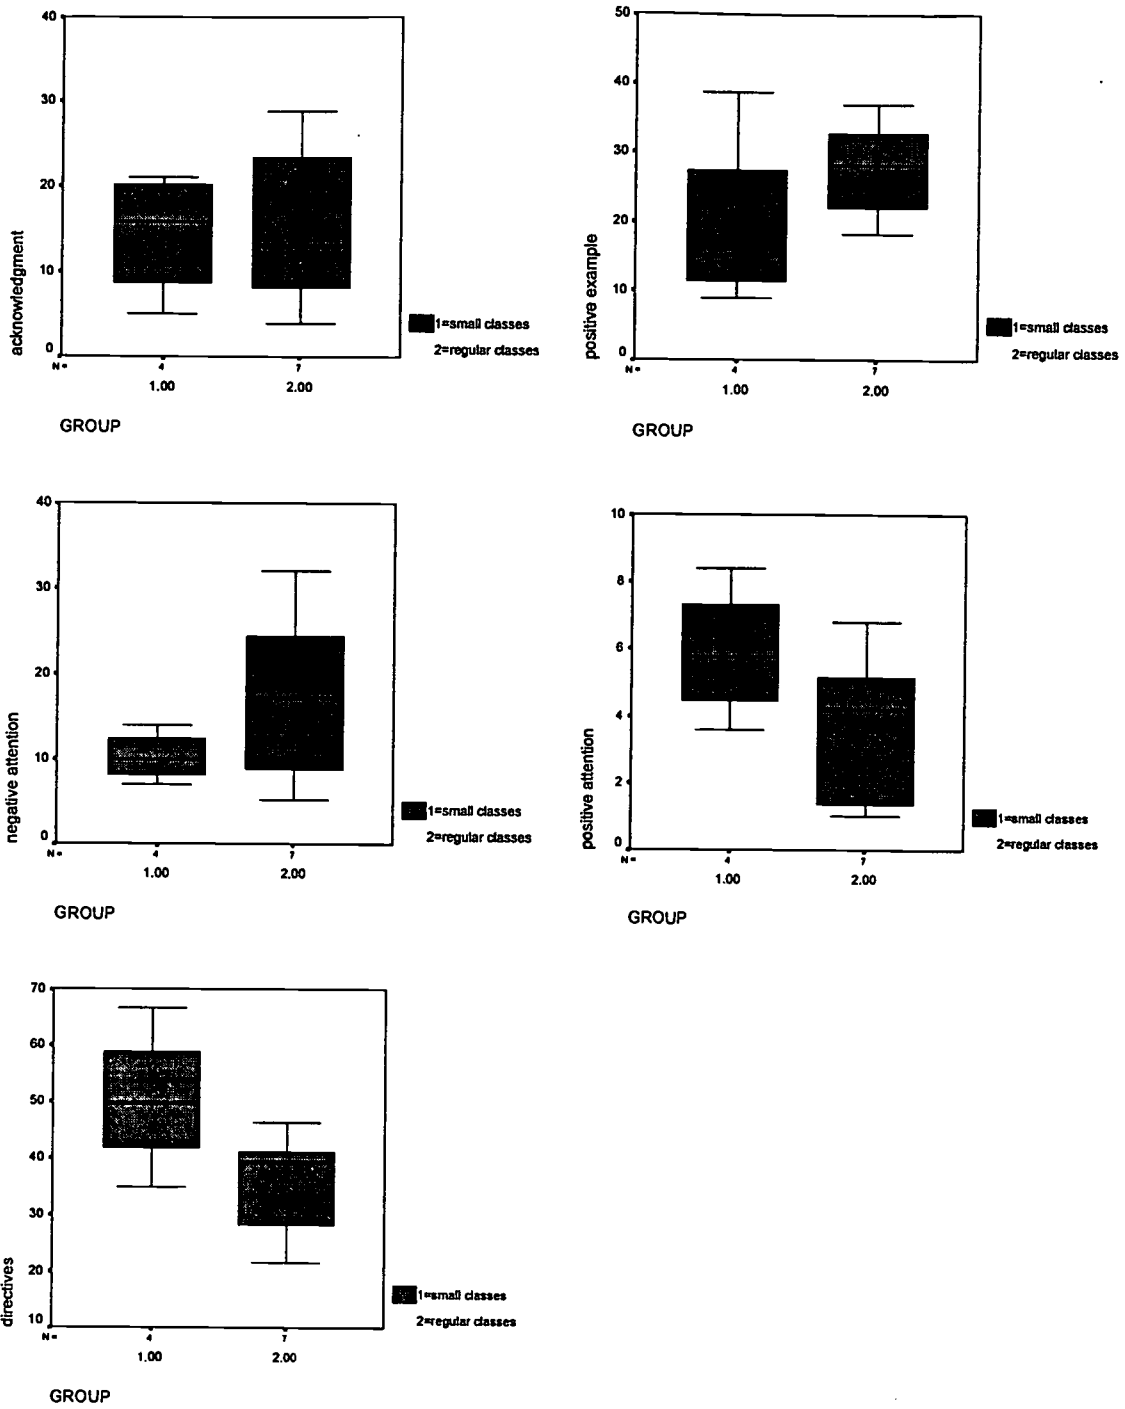 40
30
20
10
0
acknowledgment
N =
4
7
1.00
2.00
GROUP
1=small classes
2=regular classes
50
40
30
20
10
0
positive example
N =
4
7
1.00
2.00
GROUP
1=small classes
2=regular classes
40
30
20
10
0
negative attention
N =
4
7
1.00
2.00
GROUP
1=small classes
2=regular classes
10
8
6
4
2
0
positive attention
N =
4
7
1.00
2.00
GROUP
1=small classes
2=regular classes
70
60
50
40
30
20
10
directives
N =
4
7
1.00
2.00
GROUP
1=small classes
2=regular classes